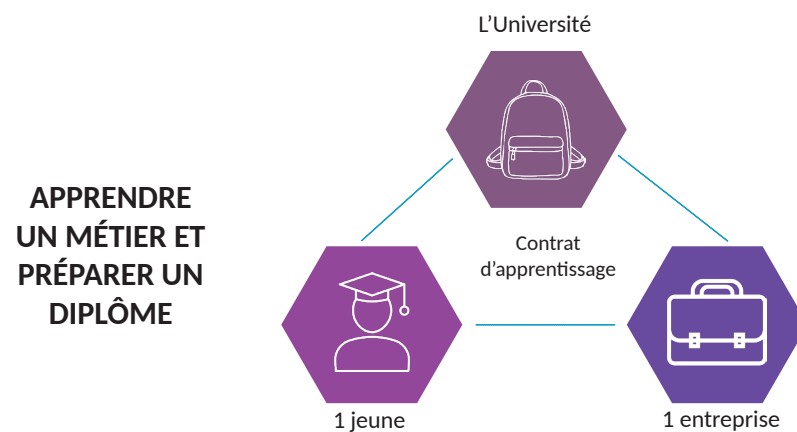 APPRENDRE
UN MÉTIER ET
PRÉPARER UN
DIPLÔME
L’Université
Contrat
d’apprentissage
1 jeune
1 entreprise